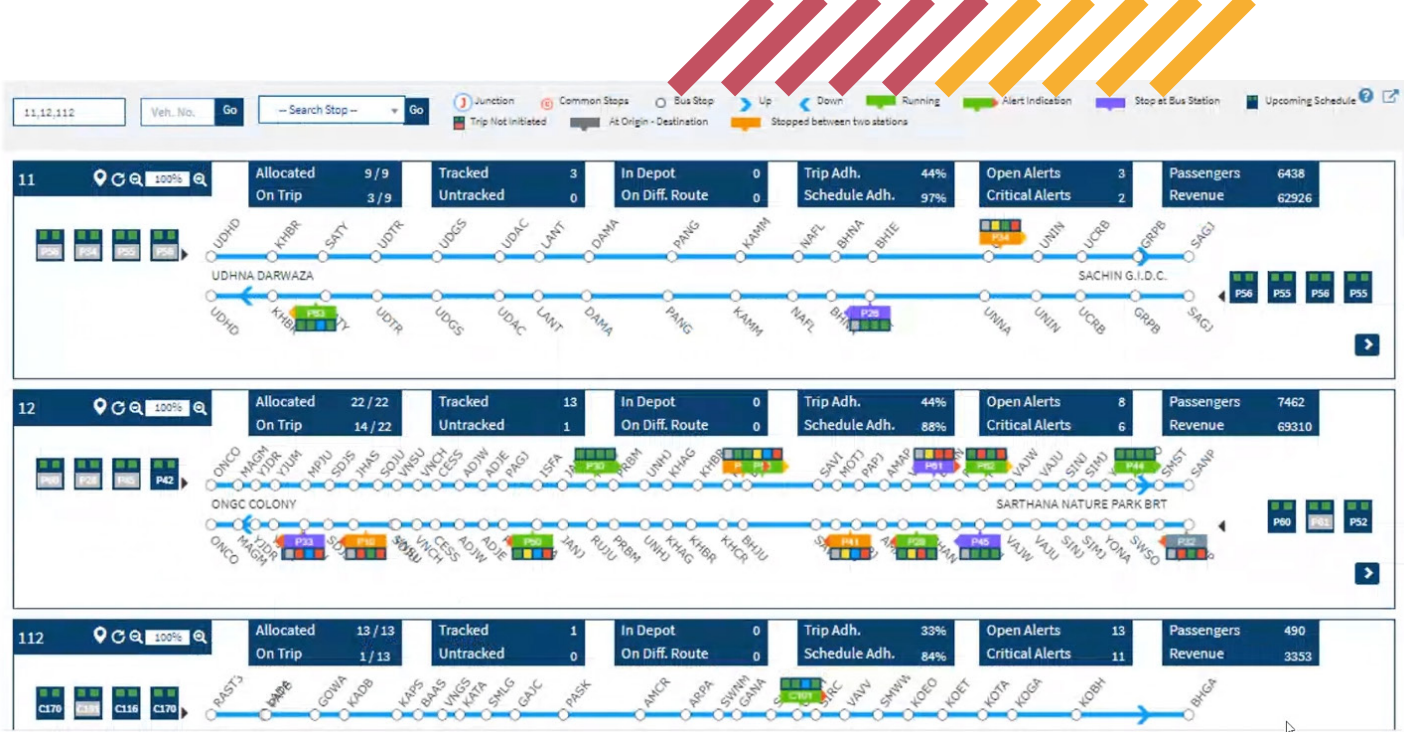 11,12,112 Veh. No. Go -- Search Stop -- Go Junction Common Stops Bus Stop Up Down Running Alert Indication Stop at Bus Station Upcoming Schedule
Trip Not Initiated At Origin - Destination Stopped between two stations
11 100% Allocated 9 / 9 Tracked 3 In Depot 0 Trip Adh. 44% Open Alerts 3 Passengers 6438
On Trip 3 / 9 Untracked 0 On Diff. Route 0 Schedule Adh. 97% Critical Alerts 2 Revenue 62926
UDHD KHBR SATY UDTR UDGS UDAC LANT DAMA PANG KAMM NAFL BHNA BHIE P34 UNIN UCRB GRPB SAGJ
P54 P55
UDHNA DARWAZA SACHIN G.I.D.C.
P56 P55 P56 P55
UDHD UDTR UDGS UDAC LANT DAMA PANG KAMM NAFL P26 UNNA UNIN UCRB GRPB SAGJ
12 100% Allocated 22 / 22 Tracked 13 In Depot 0 Trip Adh. 44% Open Alerts 8 Passengers 7462
On Trip 14 / 22 Untracked 1 On Diff. Route 0 Schedule Adh. 88% Critical Alerts 6 Revenue 69310
ONCO MAGM YJDR YJUM MPJU SDJS JHAS SOJU VNSU VNCH CESS ADJW ADJE PAGJ JSFA P30 PRBM UNHJ KHAG KHBR SAVI MOTJ PAPJ AMAP P61 P62 VAJW VAJU SINJ SIMJ P44 SMST SANP
P42
ONGC COLONY SARTHANA NATURE PARK BRT
P60 P61 P52
ONCO MAGM YJDR P33 P10 VNCH CESS ADJW ADJE P50 JANJ RUJU PRBM UNHJ KHAG KHBR KHCR BHJU P41 P28 P45 VAJW VAJU SINJ SIMJ YONA SWSO P32
112 100% Allocated 13 / 13 Tracked 1 In Depot 0 Trip Adh. 33% Open Alerts 13 Passengers 490
On Trip 1 / 13 Untracked 0 On Diff. Route 0 Schedule Adh. 84% Critical Alerts 11 Revenue 3353
RAST3 GOWA KADB KAPS BAAS VNGS KATA SMLG GAJC PASK AMCR ARPA SWNM GANA C101 VAVV SMWW KOEO KOET KOTA KOGA KOBH BHGA
C170 C101 C116 C170